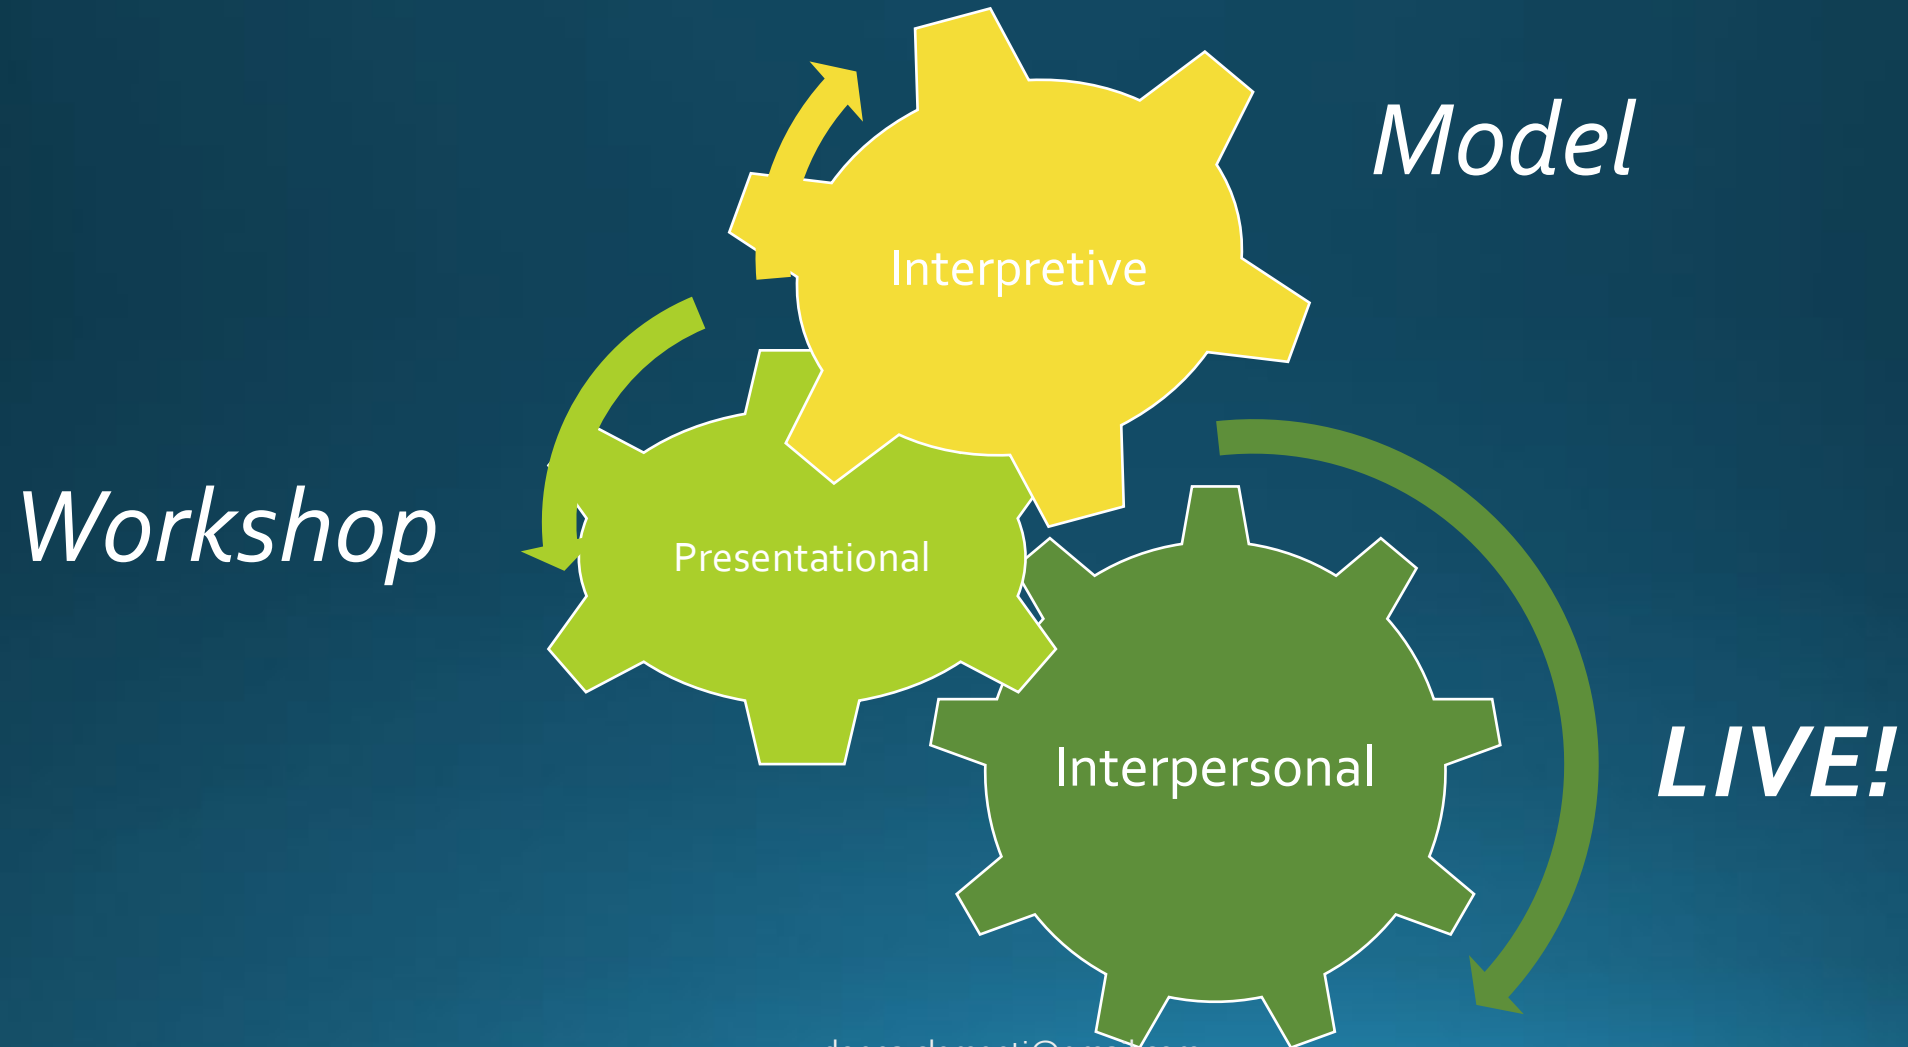 Model
Interpretive
Workshop
Presentational
Interpersonal
LIVE!